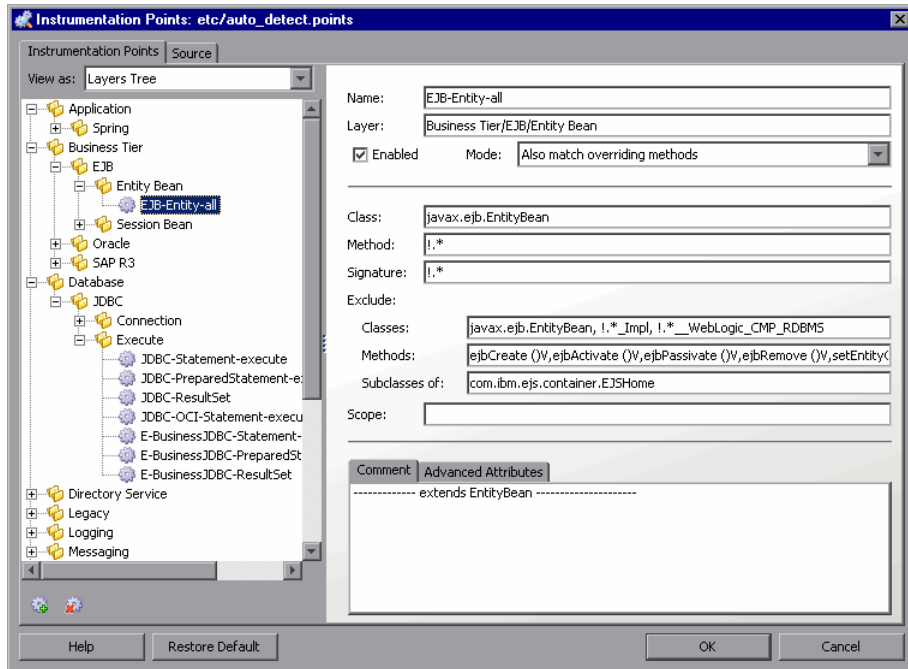 Instrumentation Points: etc/auto_detect.points
Instrumentation Points Source
View as: Layers Tree
Application
Spring
Business Tier
EJB
Entity Bean
EJB-Entity-all
Session Bean
Oracle
SAP R3
Database
JDBC
Connection
Execute
JDBC-Statement-execute
JDBC-PreparedStatement-e
JDBC-ResultSet
JDBC-OCI-Statement-execu
E-BusinessJDBC-Statement-
E-BusinessJDBC-PreparedSt
E-BusinessJDBC-ResultSet
Directory Service
Legacy
Logging
Messaging
Name: EJB-Entity-all
Layer: Business Tier/EJB/Entity Bean
Enabled Mode: Also match overriding methods
Class: javax.ejb.EntityBean
Method: !.*
Signature: !.*
Exclude:
Classes: javax.ejb.EntityBean, !.*_Impl, !.*__WebLogic_CMP_RDBMS
Methods: ejbCreate ()V,ejbActivate ()V,ejbPassivate ()V,ejbRemove ()V,setEntityC
Subclasses of: com.ibm.ejs.container.EJSHome
Scope:
Comment Advanced Attributes
-------------- extends EntityBean ----------------------
Help Restore Default OK Cancel